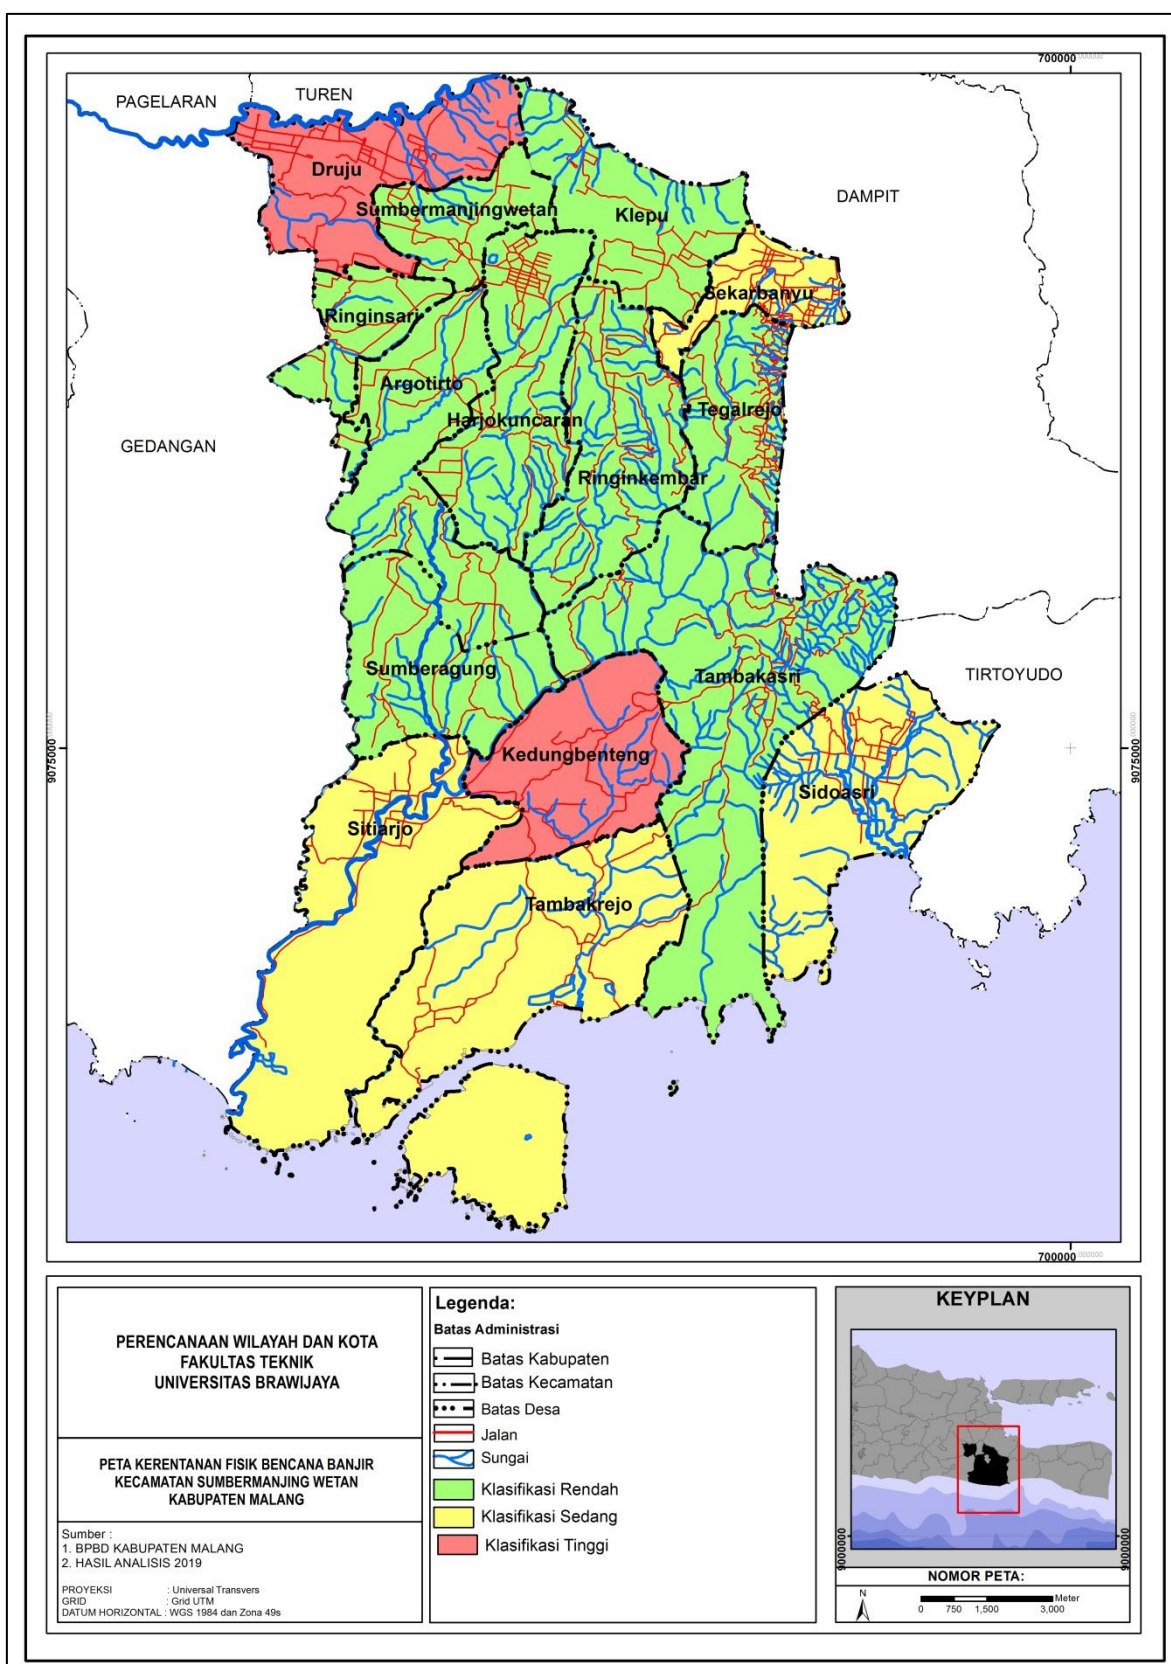 700000.000000
PAGELARAN
TUREN
DAMPIT
Druju
Sumbermanjingwetan
Klepu
Sekarbanyu
Ringinsari
Argotirto
Harjokuncaran
Tegalrejo
GEDANGAN
Ringinkembar
Sumberagung
Tambakasri
TIRTOYUDO
9075000
Kedungbenteng
9075000
Sidoasri
Sitiarjo
Tambakrejo
700000.000000
PERENCANAAN WILAYAH DAN KOTA
FAKULTAS TEKNIK
UNIVERSITAS BRAWIJAYA
PETA KERENTANAN FISIK BENCANA BANJIR
KECAMATAN SUMBERMANJING WETAN
KABUPATEN MALANG
Sumber :
1. BPBD KABUPATEN MALANG
2. HASIL ANALISIS 2019
PROYEKSI : Universal Transvers
GRID : Grid UTM
DATUM HORIZONTAL : WGS 1984 dan Zona 49s
Legenda:
Batas Administrasi
Batas Kabupaten
Batas Kecamatan
Batas Desa
Jalan
Sungai
Klasifikasi Rendah
Klasifikasi Sedang
Klasifikasi Tinggi
KEYPLAN
9000000
9000000
NOMOR PETA:
N
Meter
0 750 1,500 3,000